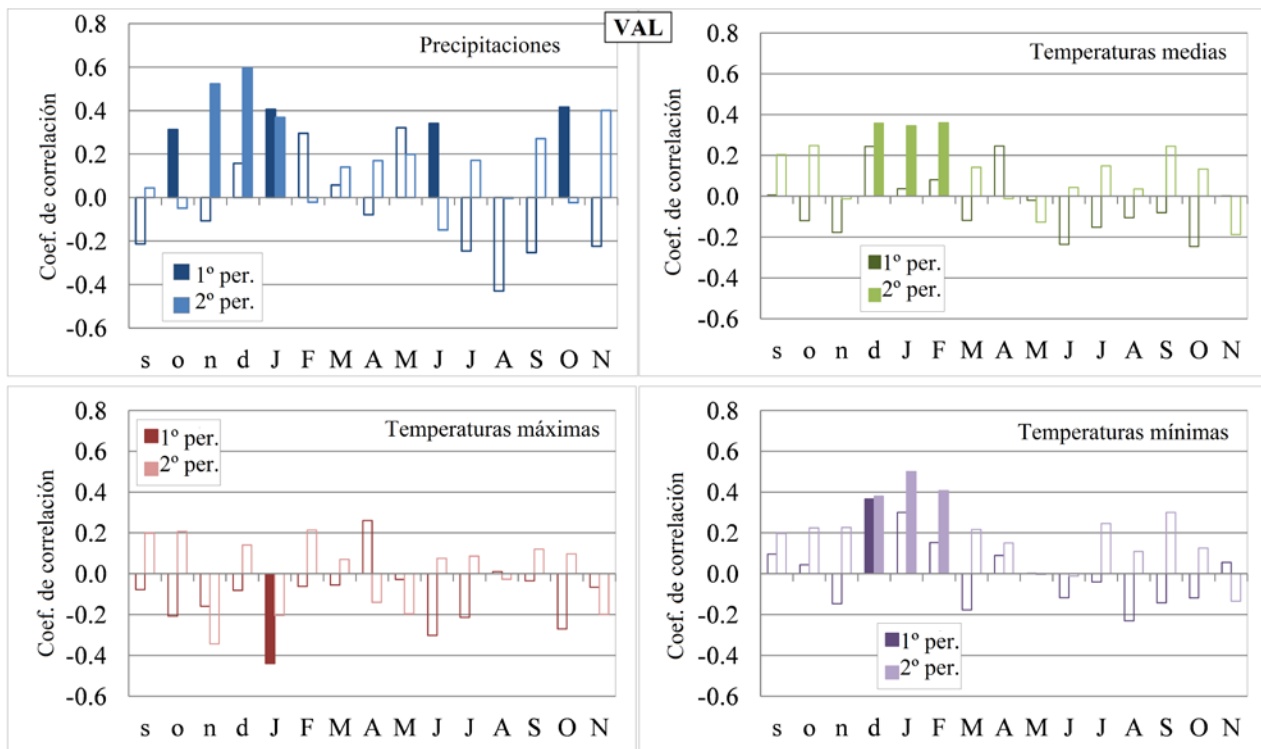 VAL
Precipitaciones
Coef. de correlación
0.8
0.6
0.4
0.2
0.0
-0.2
-0.4
-0.6
1º per.
2º per.
s o n d J F M A M J J A S O N
Temperaturas medias
Coef. de correlación
0.8
0.6
0.4
0.2
0.0
-0.2
-0.4
-0.6
1º per.
2º per.
s o n d J F M A M J J A S O N
Temperaturas máximas
Coef. de correlación
0.8
0.6
0.4
0.2
0.0
-0.2
-0.4
-0.6
1º per.
2º per.
s o n d J F M A M J J A S O N
Temperaturas mínimas
Coef. de correlación
0.8
0.6
0.4
0.2
0.0
-0.2
-0.4
-0.6
1º per.
2º per.
s o n d J F M A M J J A S O N